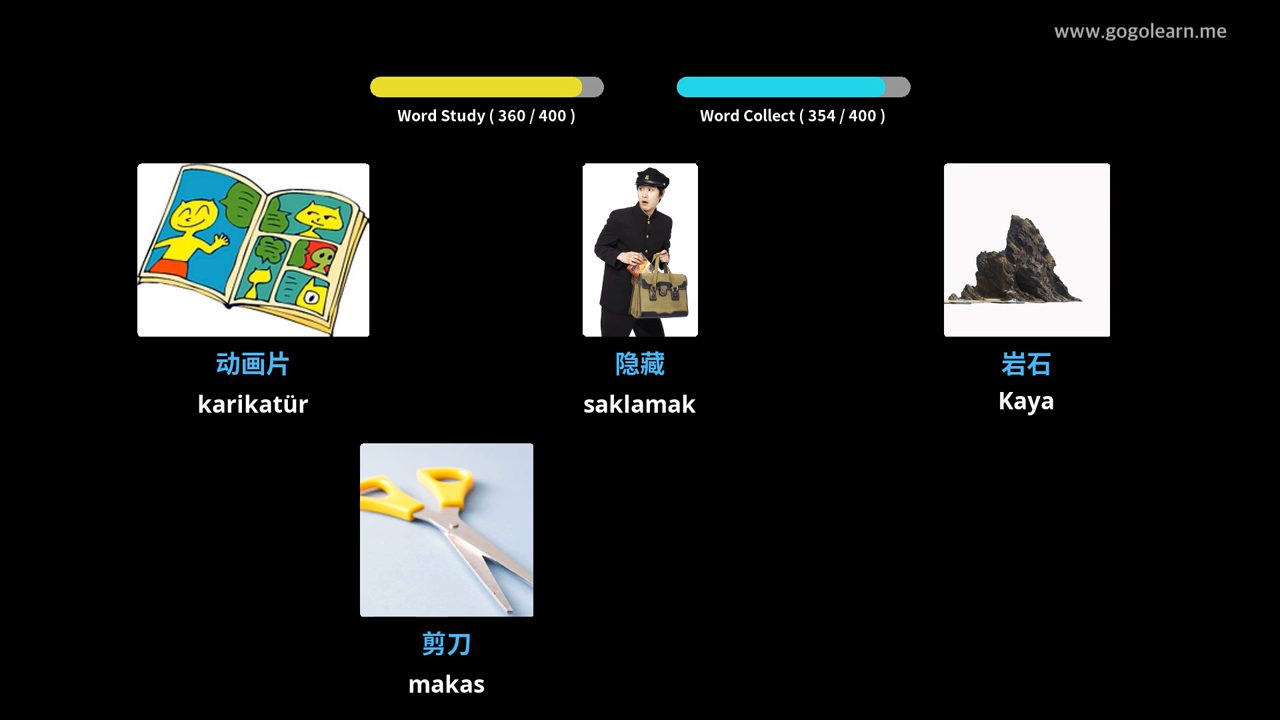 www.gogolearn.me
Word Study ( 360 / 400 )
Word Collect ( 354 / 400 )
动画片
karikatür
隐藏
saklamak
岩石
Kaya
剪刀
makas